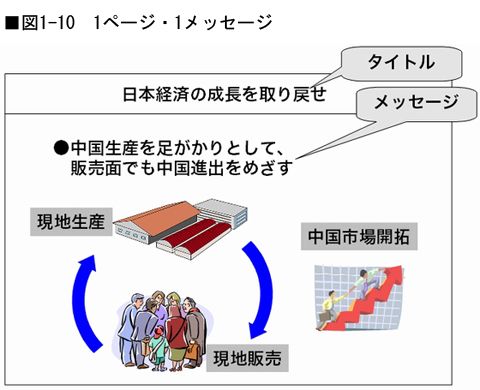 ■図1-10　1ページ・1メッセージ
タイトル
日本経済の成長を取り戻せ
メッセージ
●中国生産を足がかりとして、
販売面でも中国進出をめざす
現地生産
中国市場開拓
現地販売